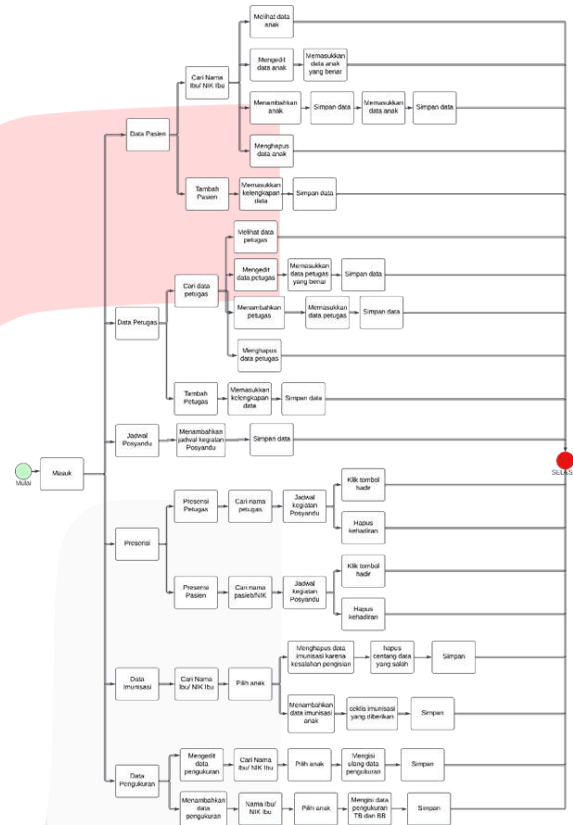 Melihat data
anak
Mengedit
data anak
Memasukkan
data anak
yang benar
Cari Nama
Ibu/ NIK Ibu
Menambahkan
anak
Simpan data
Memasukkan
data anak
Simpan data
Data Pasien
Menghapus
data anak
Tambah
Pasien
Memasukkan
kelengkapan
data
Simpan data
Melihat data
petugas
Cari data
petugas
Mengedit
data petugas
Memasukkan
data petugas
yang benar
Simpan data
Menambahkan
petugas
Memasukkan
data petugas
Simpan data
Data Petugas
Menghapus
data petugas
Tambah
Petugas
Memasukkan
kelengkapan
data
Simpan data
Jadwal
Posyandu
Menambahkan
jadwal kegiatan
Posyandu
Simpan data
Mulai
Masuk
SELAS
Presensi
Petugas
Cari nama
petugas
Jadwal
kegiatan
Posyandu
Klik tombol
hadir
Hapus
kehadiran
Presensi
Presensi
Pasien
Cari nama
pasieb/NIK
Jadwal
kegiatan
Posyandu
Klik tombol
hadir
Hapus
kehadiran
Data
Imunisasi
Cari Nama
Ibu/ NIK Ibu
Pilih anak
Menghapus data
imunisasi karena
kesalahan pengisian
hapus
centang data
yang salah
Simpan
Menambahkan
data imunisasi
anak
ceklis imunisasi
yang diberikan
Simpan
Data
Pengukuran
Mengedit
data
pengukuran
Cari Nama
Ibu/ NIK Ibu
Pilih anak
Mengisi
ulang data
pengukuran
Simpan
Menambahkan
data
pengukuran
Nama Ibu/
NIK Ibu
Pilih anak
Mengisi data
pengukuran
TB dan BB
Simpan